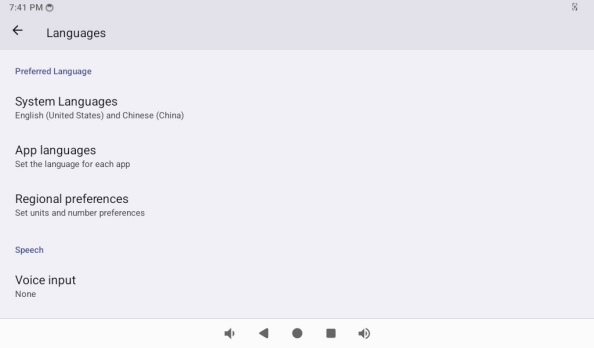 7:41 PM
Languages
Preferred Language
System Languages
English (United States) and Chinese (China)
App languages
Set the language for each app
Regional preferences
Set units and number preferences
Speech
Voice input
None